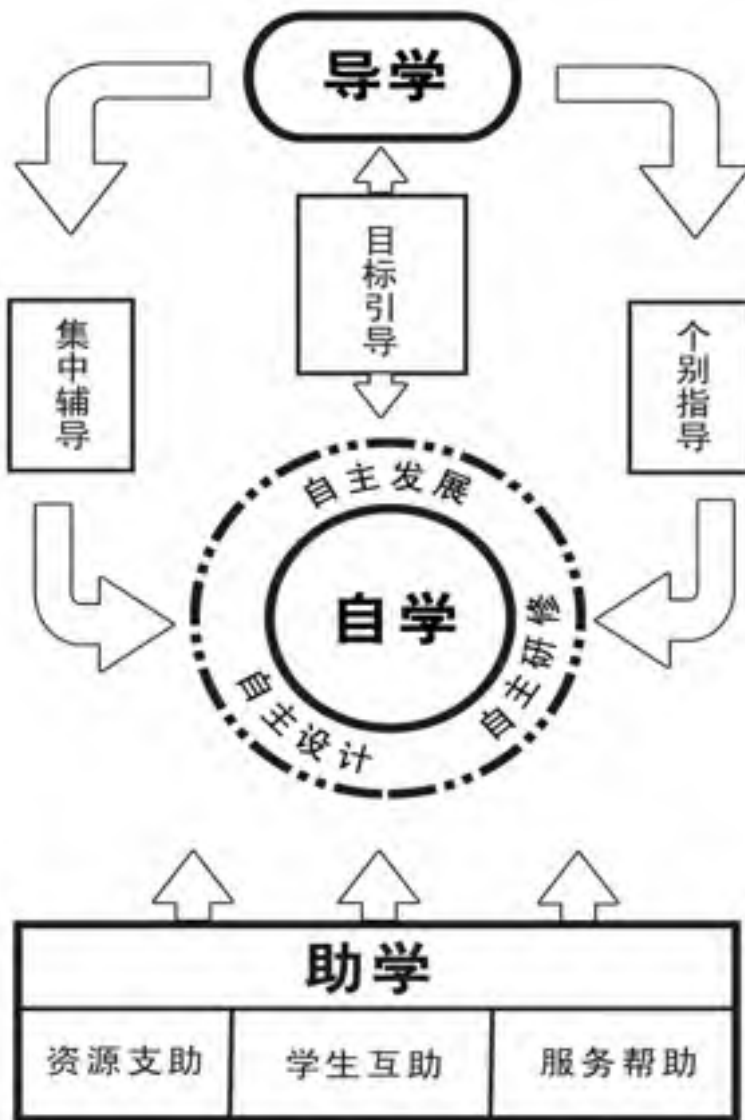 导学
目标引导
集中辅导
个别指导
自主发展
自学
自主研修
自主设计
助学
资源支助
学生互助
服务帮助